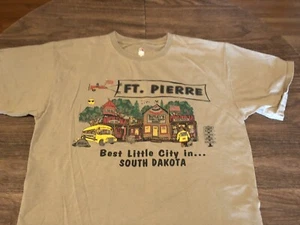 FT. PIERRE
Best Little City in...
SOUTH DAKOTA